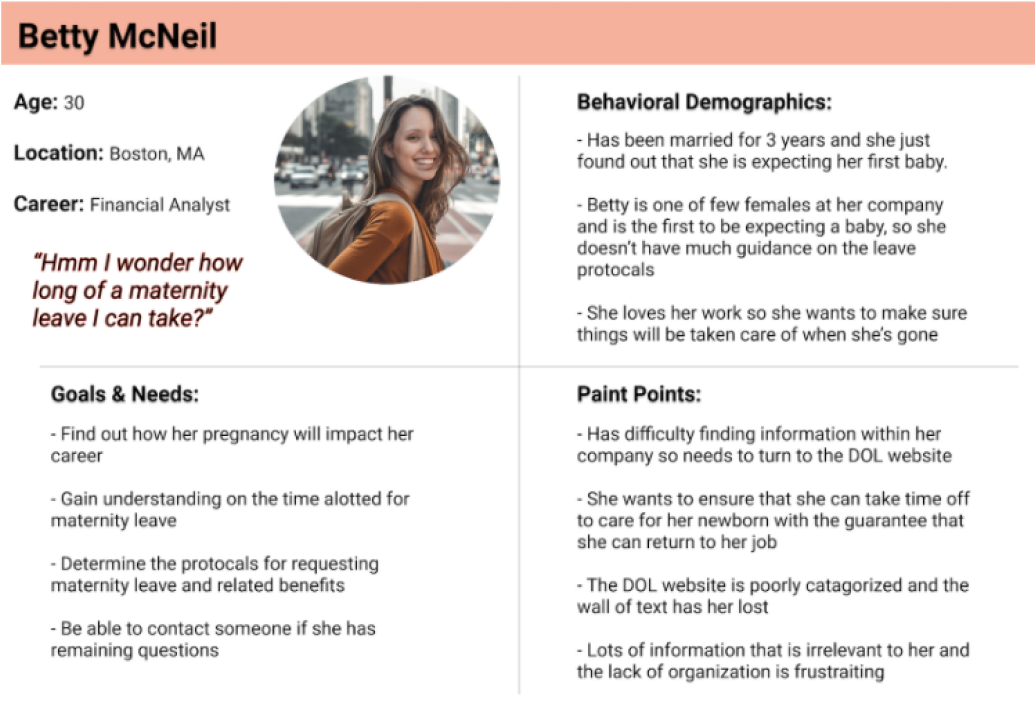 Betty McNeil
Age: 30
Location: Boston, MA
Career: Financial Analyst
“Hmm I wonder how
long of a maternity
leave I can take?”
Behavioral Demographics:
- Has been married for 3 years and she just
found out that she is expecting her first baby.
- Betty is one of few females at her company
and is the first to be expecting a baby, so she
doesn’t have much guidance on the leave
protocals
- She loves her work so she wants to make sure
things will be taken care of when she’s gone
Goals & Needs:
- Find out how her pregnancy will impact her
career
- Gain understanding on the time alotted for
maternity leave
- Determine the protocals for requesting
maternity leave and related benefits
- Be able to contact someone if she has
remaining questions
Paint Points:
- Has difficulty finding information within her
company so needs to turn to the DOL website
- She wants to ensure that she can take time off
to care for her newborn with the guarantee that
she can return to her job
- The DOL website is poorly catagorized and the
wall of text has her lost
- Lots of information that is irrelevant to her and
the lack of organization is frustraiting